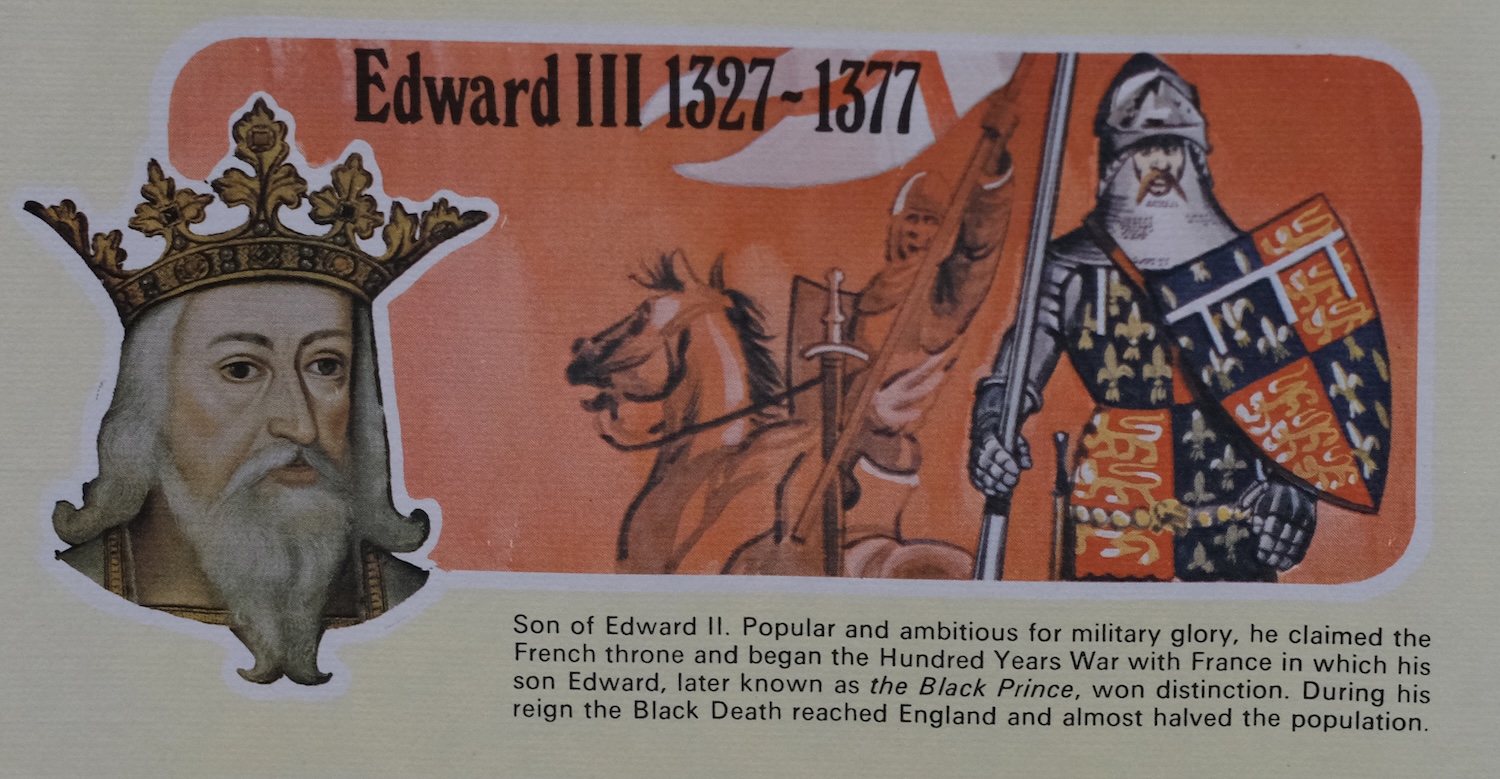 Edward III 1327~1377
Son of Edward II. Popular and ambitious for military glory, he claimed the
French throne and began the Hundred Years War with France in which his
son Edward, later known as the Black Prince, won distinction. During his
reign the Black Death reached England and almost halved the population.